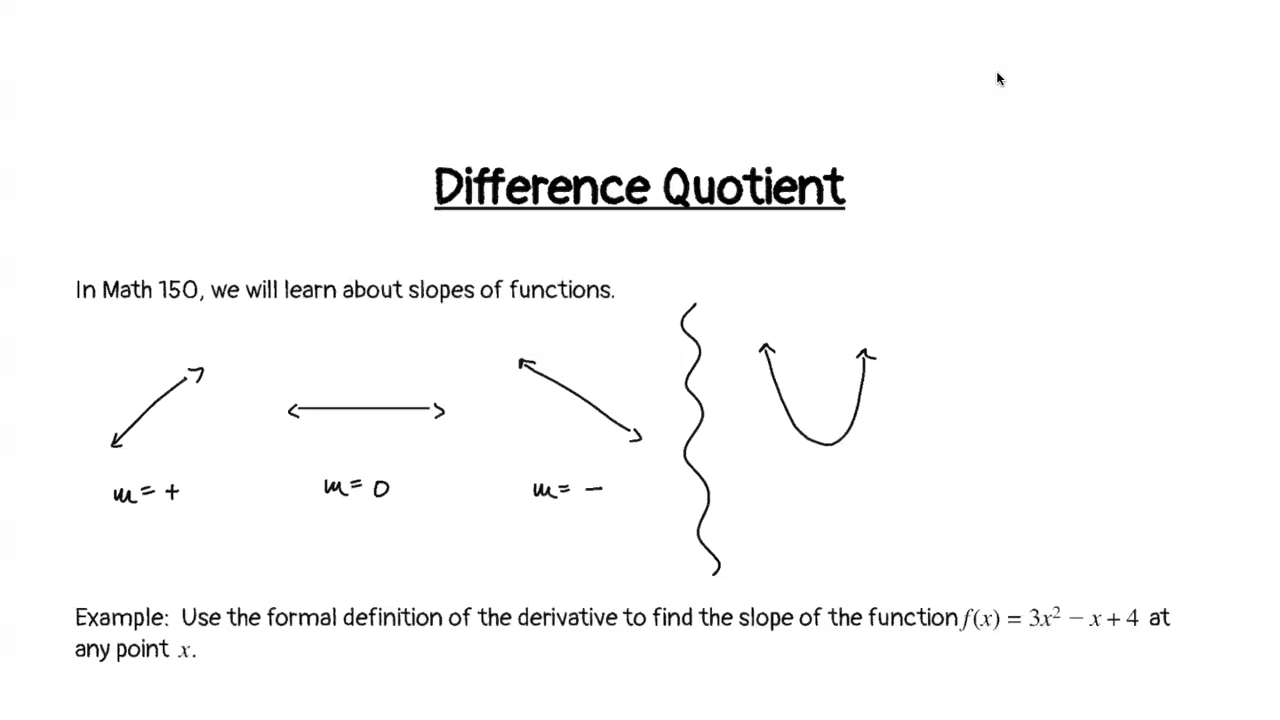 Difference Quotient
In Math 150, we will learn about slopes of functions.
m = +
m = 0
m = −
Example: Use the formal definition of the derivative to find the slope of the function f(x) = 3x² − x + 4 at
any point x.